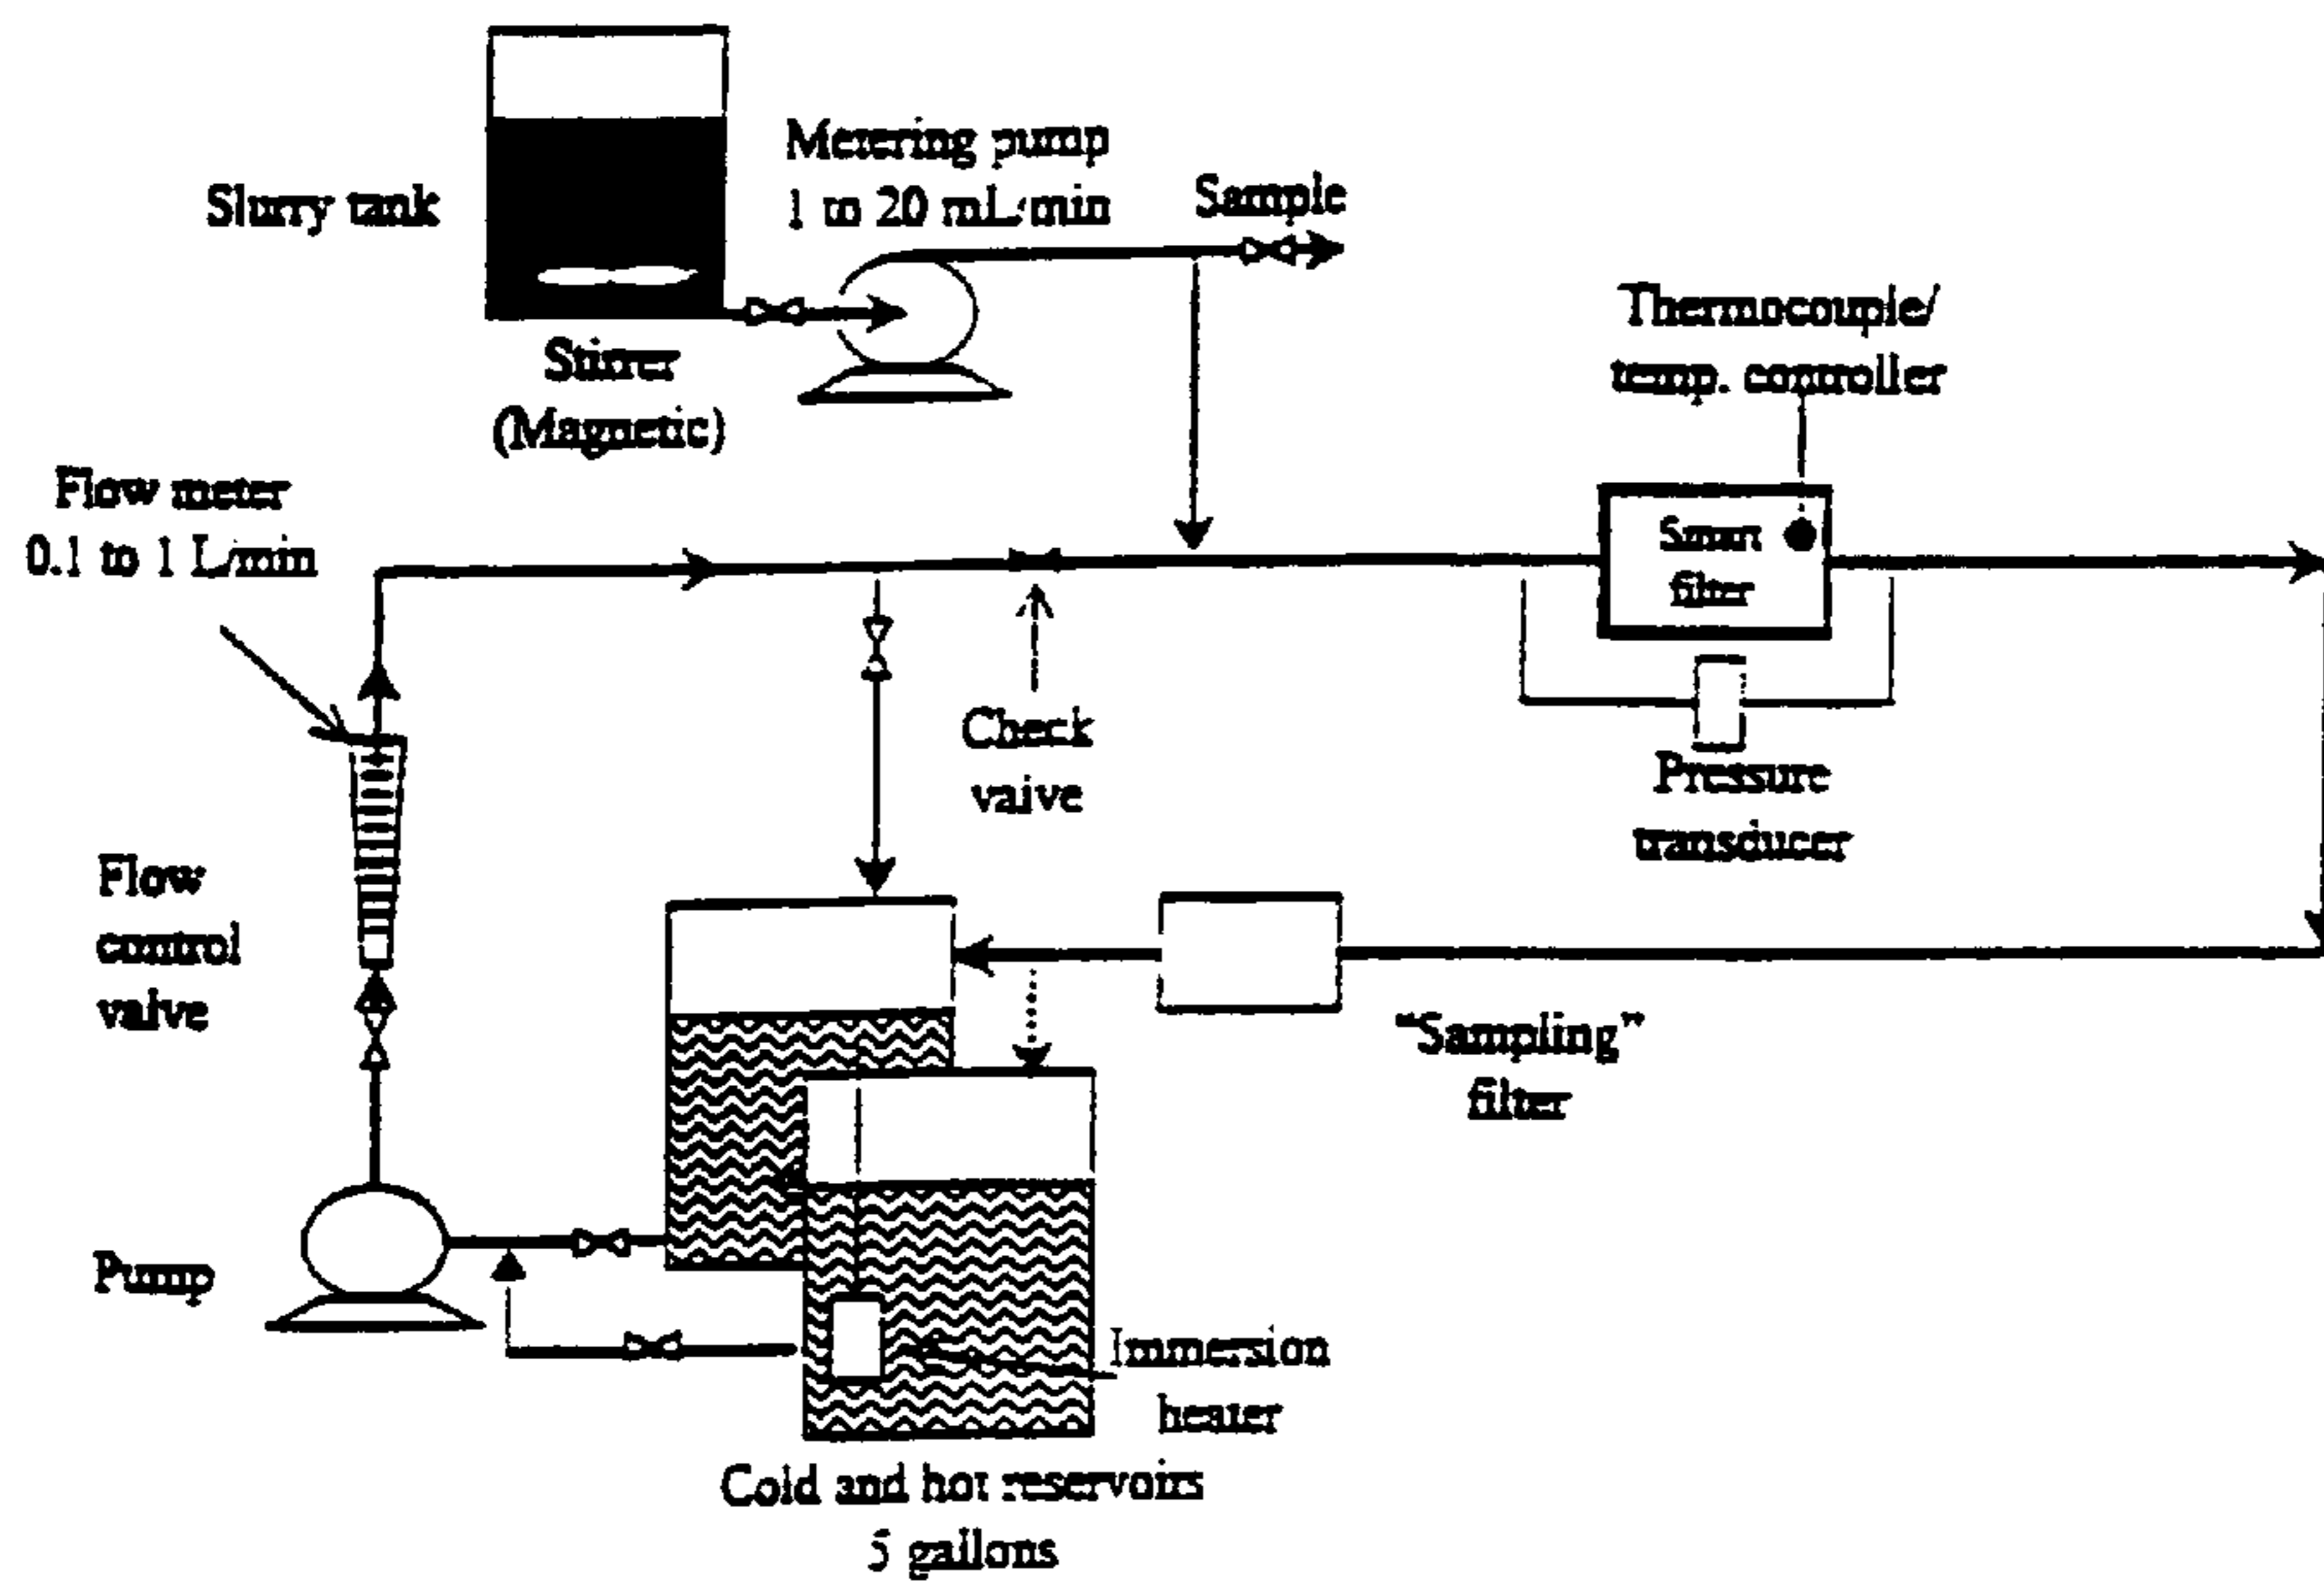 Slurry tank
Metering pump
1 to 20 mL/min
Sample
Stirrer
(Magnetic)
Thermocouple/
temp. controller
Flow meter
0.1 to 1 L/min
Smart
filter
Check
valve
Pressure
transducer
Flow
control
valve
"Sampling"
filter
Pump
Immersion
heater
Cold and hot reservoirs
5 gallons